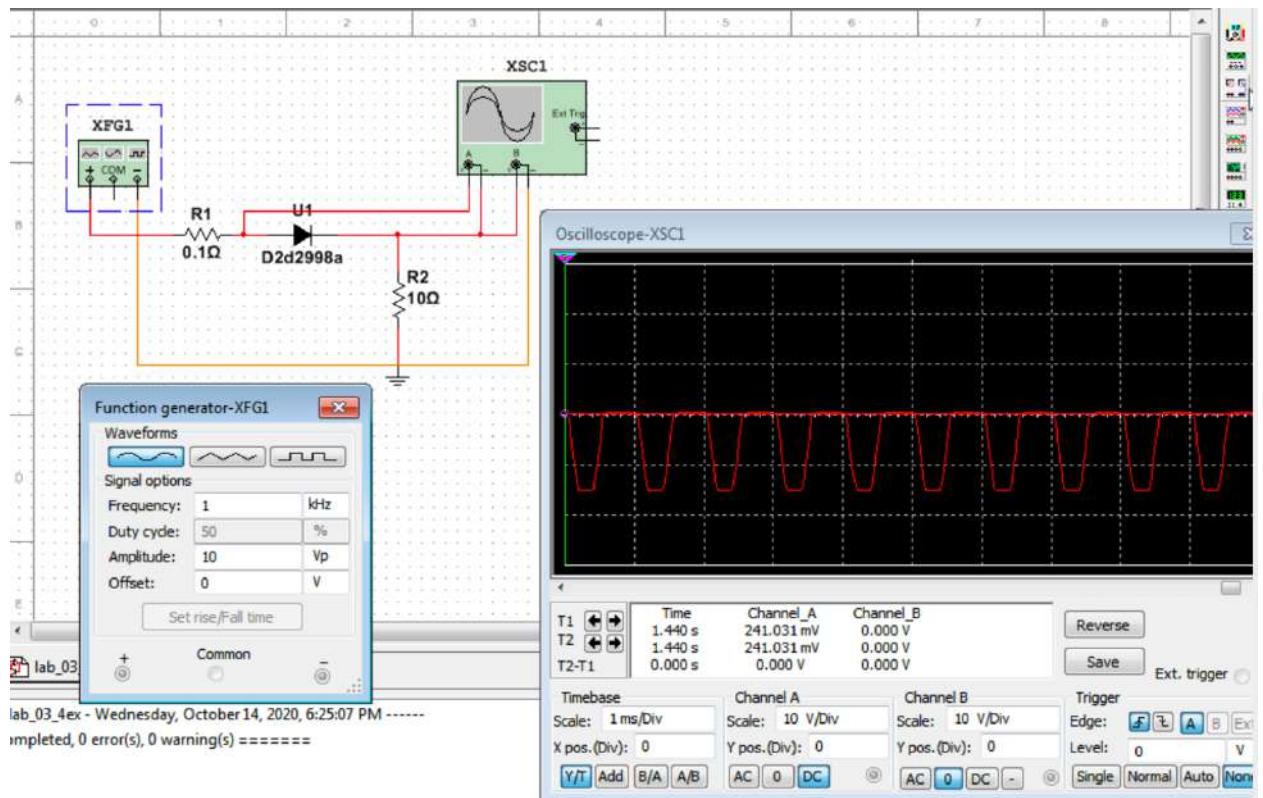 0 1 2 3 4 5 6 7 8
XSC1
A
Ext Trig
XFG1
A B
COM
B
R1
U1
0.1Ω
D2d2998a
R2
10Ω
C
D
E
Oscilloscope-XSC1
Function generator-XFG1
Waveforms
Signal options
Frequency: 1 kHz
Duty cycle: 50 %
Amplitude: 10 Vp
Offset: 0 V
Set rise/Fall time
+ Common -
lab_03
lab_03_4ex - Wednesday, October 14, 2020, 6:25:07 PM ------
mpleted, 0 error(s), 0 warning(s) =======
Time Channel_A Channel_B
T1 1.440 s 241.031 mV 0.000 V
T2 1.440 s 241.031 mV 0.000 V
T2-T1 0.000 s 0.000 V 0.000 V
Reverse
Save
Ext. trigger
Timebase Channel A Channel B Trigger
Scale: 1 ms/Div Scale: 10 V/Div Scale: 10 V/Div Edge: A B Ext
X pos.(Div): 0 Y pos.(Div): 0 Y pos.(Div): 0 Level: 0 V
Y/T Add B/A A/B AC 0 DC AC 0 DC - Single Normal Auto None